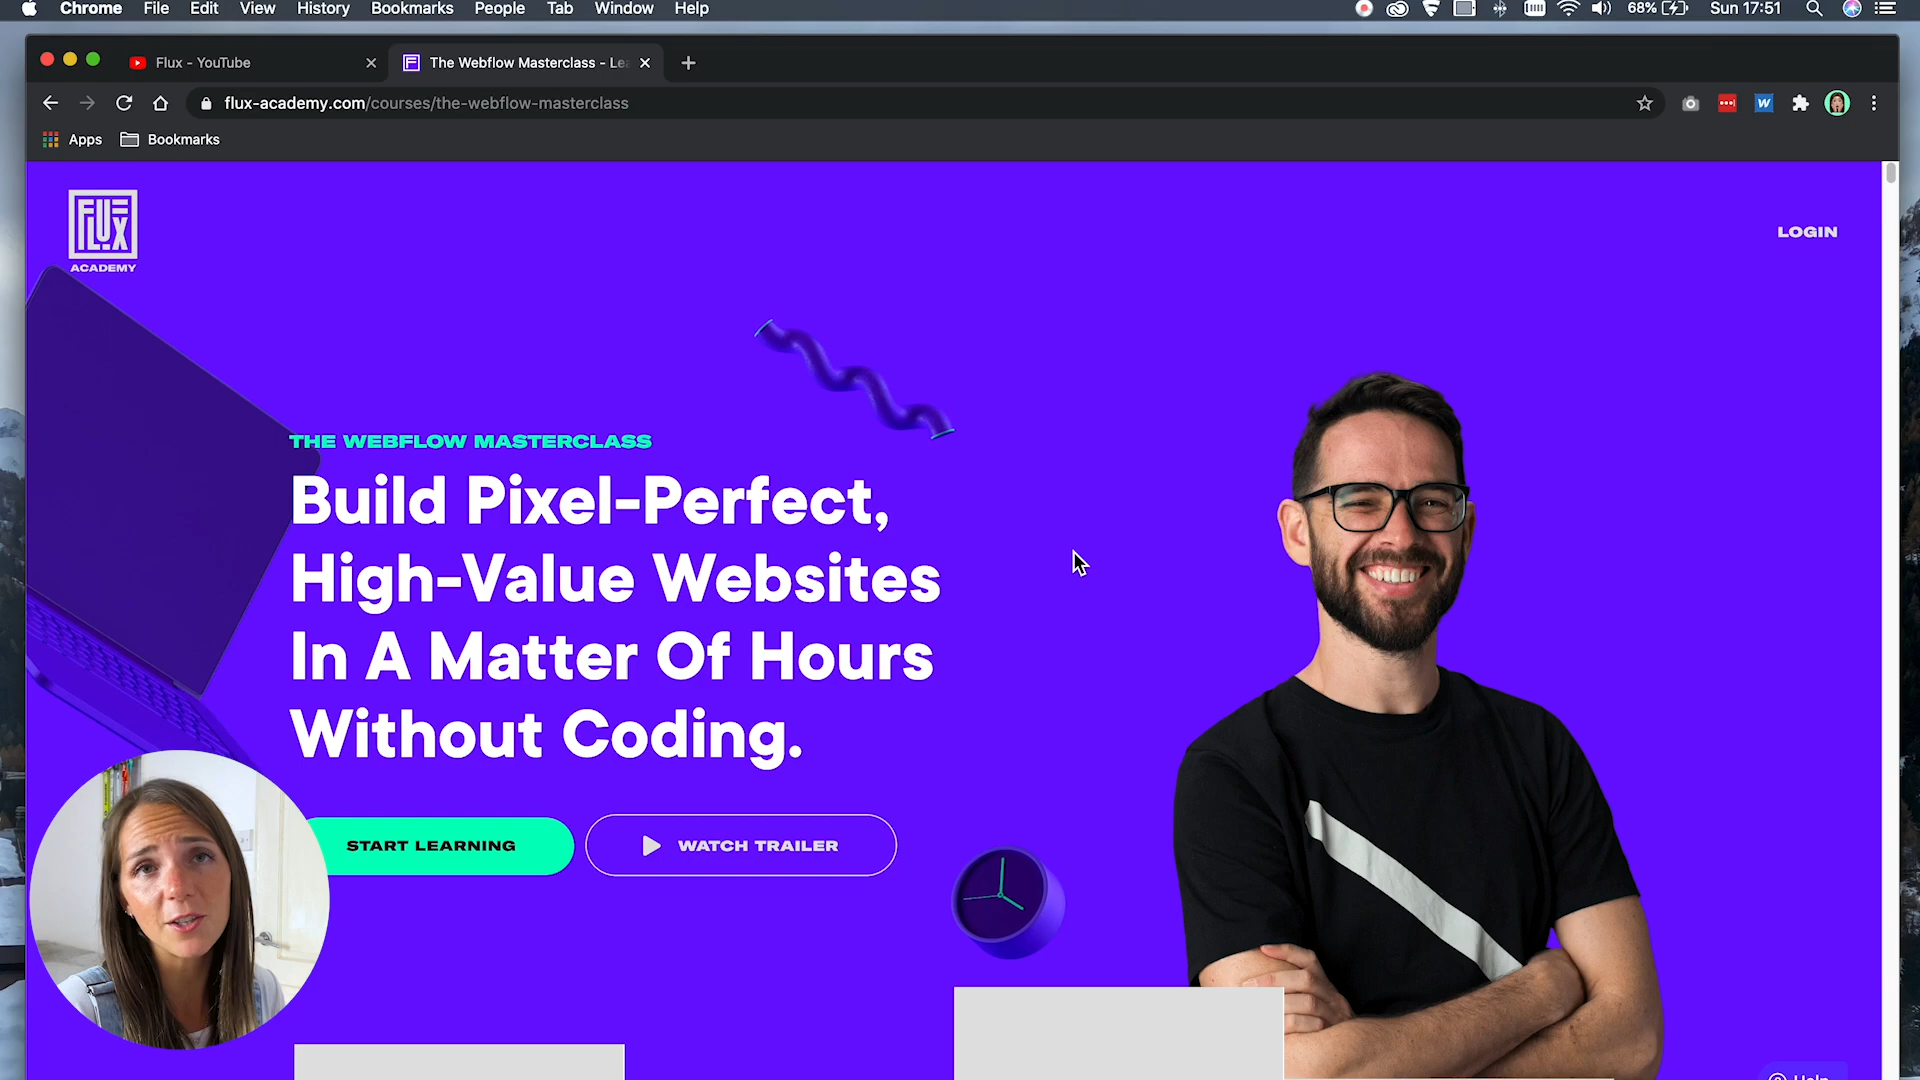 Chrome File Edit View History Bookmarks People Tab Window Help 68% Sun 17:51
Flux - YouTube
The Webflow Masterclass - Lea
flux-academy.com/courses/the-webflow-masterclass
W
Apps Bookmarks
FLUX
ACADEMY
LOGIN
THE WEBFLOW MASTERCLASS
Build Pixel-Perfect,
High-Value Websites
In A Matter Of Hours
Without Coding.
START LEARNING
WATCH TRAILER
Help